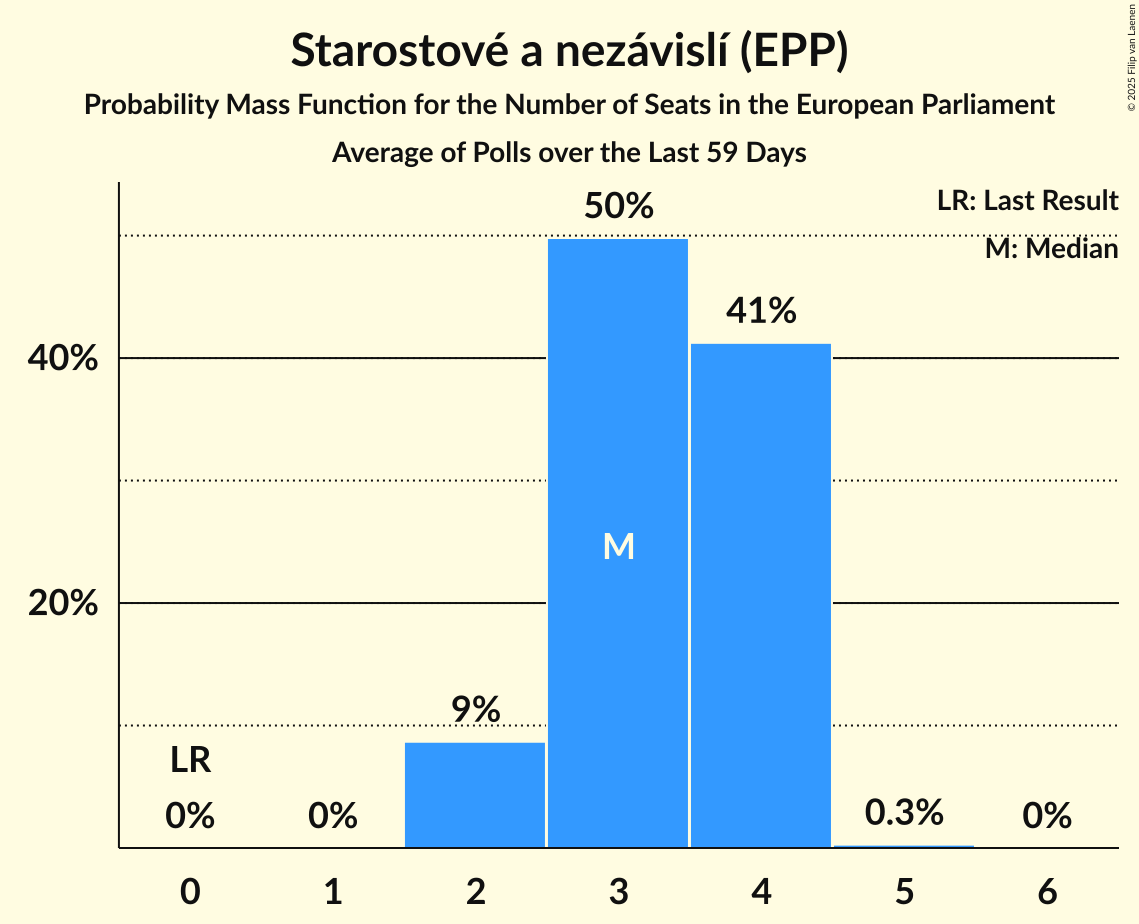 Starostové a nezávislí (EPP)
Probability Mass Function for the Number of Seats in the European Parliament
Average of Polls over the Last 59 Days
© 2025 Filip van Laenen
LR: Last Result
M: Median
50%
41%
40%
M
20%
9%
LR
0%
0%
0.3%
0%
0 1 2 3 4 5 6